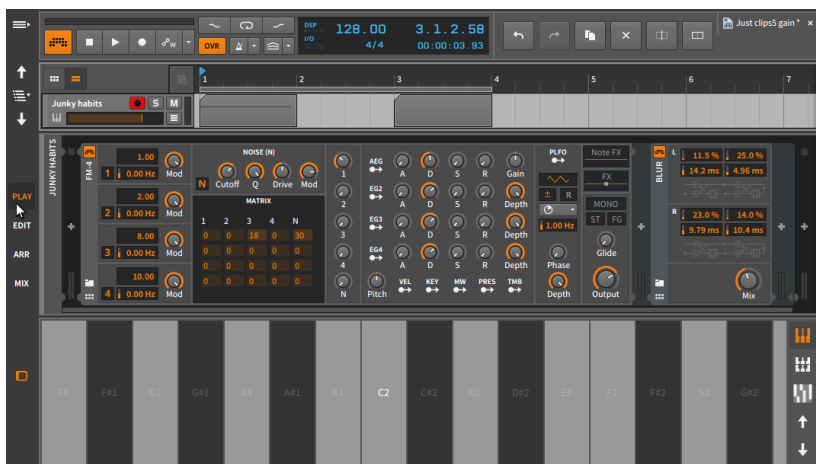 DSP
I/O
128.00
3.1.2.58
4/4
00:00:03.93
OVR
W
Just clips5 gain *
×
1 2 3 4 5 6 7
Junky habits
S M
JUNKY HABITS
FM-4
1.00
1 0.00 Hz Mod
2.00
2 0.00 Hz Mod
8.00
3 0.00 Hz Mod
10.00
4 0.00 Hz Mod
NOISE (N)
N Cutoff Q Drive Mod
MATRIX
1 2 3 4 N
0 0 18 0 30
0 0 0 0 0
0 0 0 0 0
0 0 0 0 0
1
2
3
4
N
AEG
A D S R Gain
EG2
A D S R Depth
EG3
A D S R Depth
EG4
A D S R Depth
Pitch VEL KEY MW PRES TMB
PLFO
± R
1.00 Hz
Phase
Depth
Note FX
FX
MONO
ST FG
Glide
Output
BLUR
L 11.5 % 25.0 %
14.2 ms 4.96 ms
R 23.0 % 14.0 %
9.79 ms 10.4 ms
Mix
PLAY
EDIT
ARR
MIX
F1 F#1 G1 G#1 A1 A#1 B1 C2 C#2 D2 D#2 E2 F2 F#2 G2 G#2